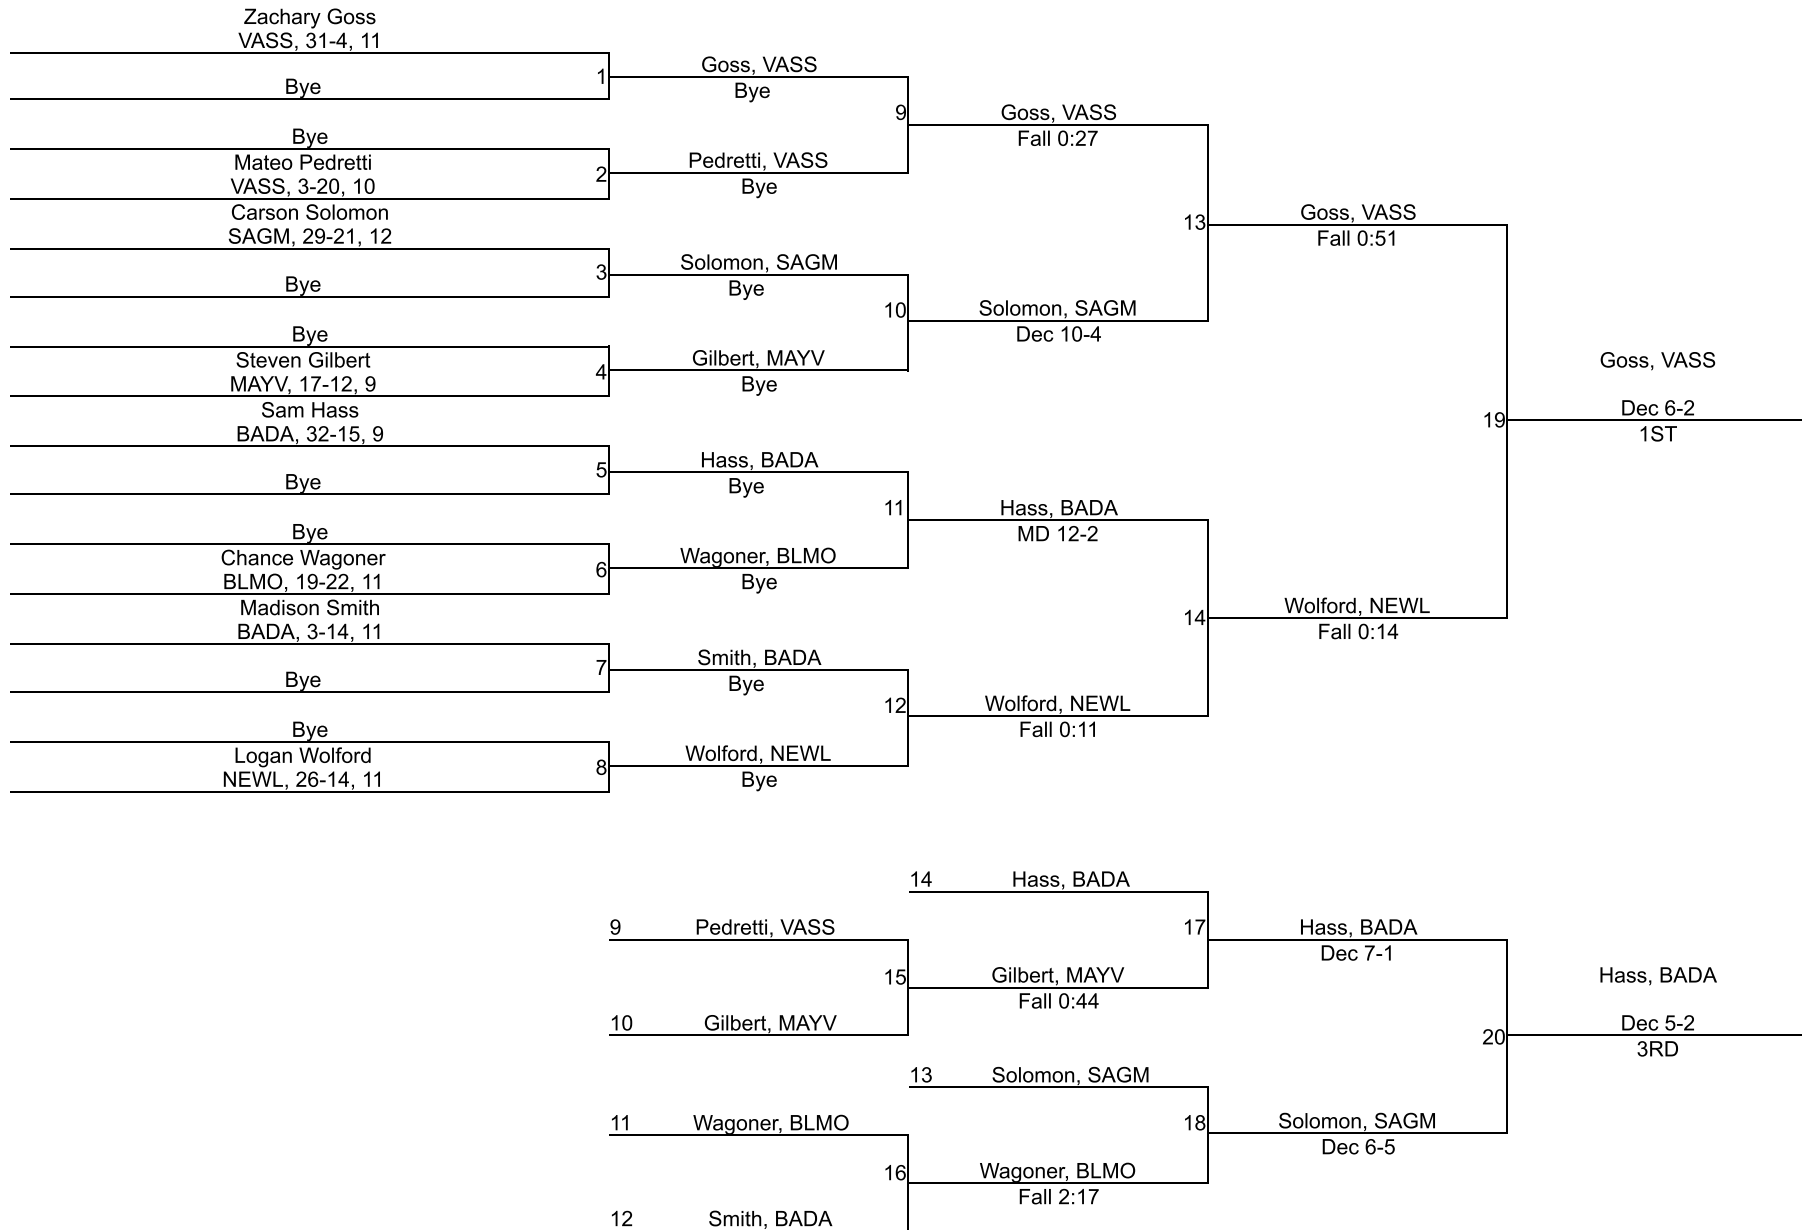 Zachary Goss
VASS, 31-4, 11
Bye
1
Bye
Mateo Pedretti
VASS, 3-20, 10
2
Carson Solomon
SAGM, 29-21, 12
Bye
3
Bye
Steven Gilbert
MAYV, 17-12, 9
4
Sam Hass
BADA, 32-15, 9
Bye
5
Bye
Chance Wagoner
BLMO, 19-22, 11
6
Madison Smith
BADA, 3-14, 11
Bye
7
Bye
Logan Wolford
NEWL, 26-14, 11
8
Goss, VASS
Bye
9
Pedretti, VASS
Bye
Solomon, SAGM
Bye
10
Gilbert, MAYV
Bye
Hass, BADA
Bye
11
Wagoner, BLMO
Bye
Smith, BADA
Bye
12
Wolford, NEWL
Bye
Goss, VASS
Fall 0:27
13
Solomon, SAGM
Dec 10-4
Hass, BADA
MD 12-2
14
Wolford, NEWL
Fall 0:11
Goss, VASS
Fall 0:51
19
Wolford, NEWL
Fall 0:14
Goss, VASS
Dec 6-2
1ST
14 Hass, BADA
9 Pedretti, VASS
17
15
Gilbert, MAYV
Fall 0:44
10 Gilbert, MAYV
13 Solomon, SAGM
11 Wagoner, BLMO
18
16
Wagoner, BLMO
Fall 2:17
12 Smith, BADA
Hass, BADA
Dec 7-1
20
Solomon, SAGM
Dec 6-5
Hass, BADA
Dec 5-2
3RD